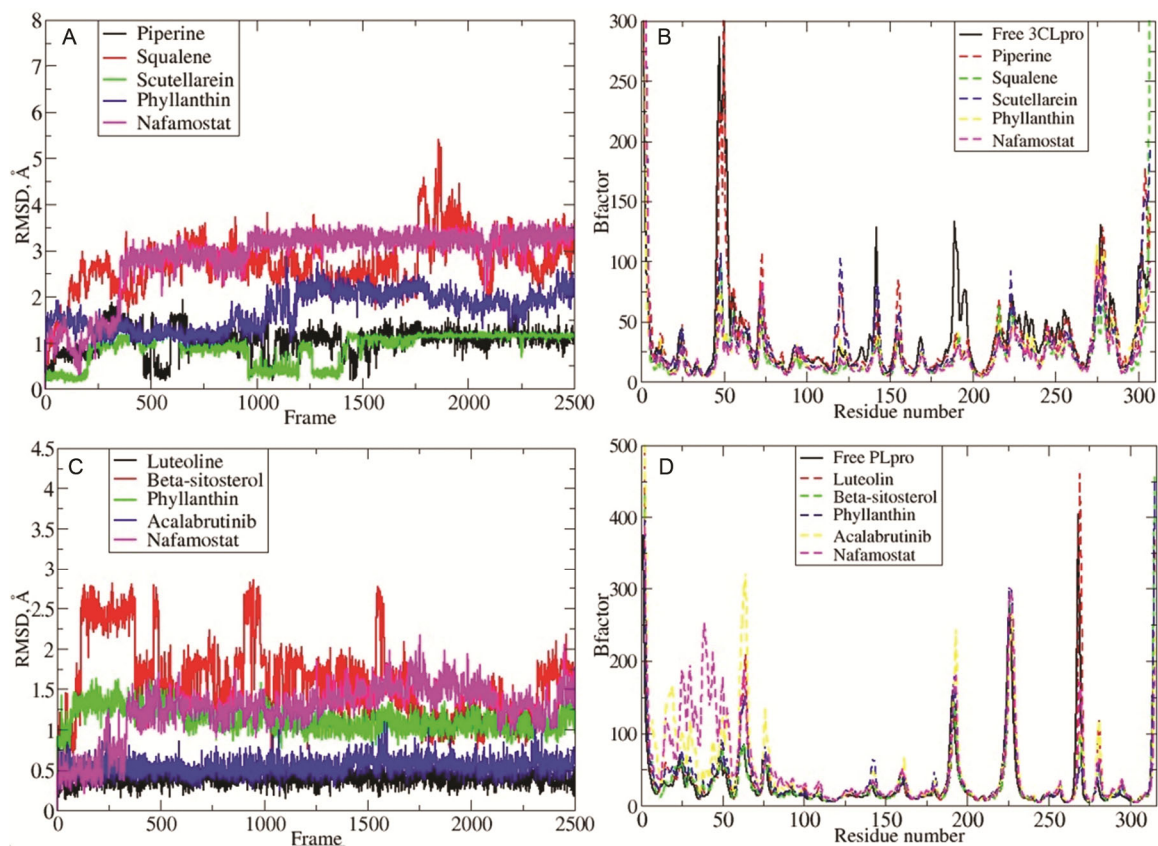 A
Piperine
Squalene
Scutellarein
Phyllanthin
Nafamostat
RMSD, Å
8
7
6
5
4
3
2
1
0
0 500 1000 1500 2000 2500
Frame
B
Free 3CLpro
Piperine
Squalene
Scutellarein
Phyllanthin
Nafamostat
Bfactor
300
250
200
150
100
50
0
0 50 100 150 200 250 300
Residue number
C
Luteoline
Beta-sitosterol
Phyllanthin
Acalabrutinib
Nafamostat
RMSD, Å
4.5
4
3.5
3
2.5
2
1.5
1
0.5
0
0 500 1000 1500 2000 2500
Frame
D
Free PLpro
Luteolin
Beta-sitosterol
Phyllanthin
Acalabrutinib
Nafamostat
Bfactor
500
400
300
200
100
0
0 50 100 150 200 250 300
Residue number